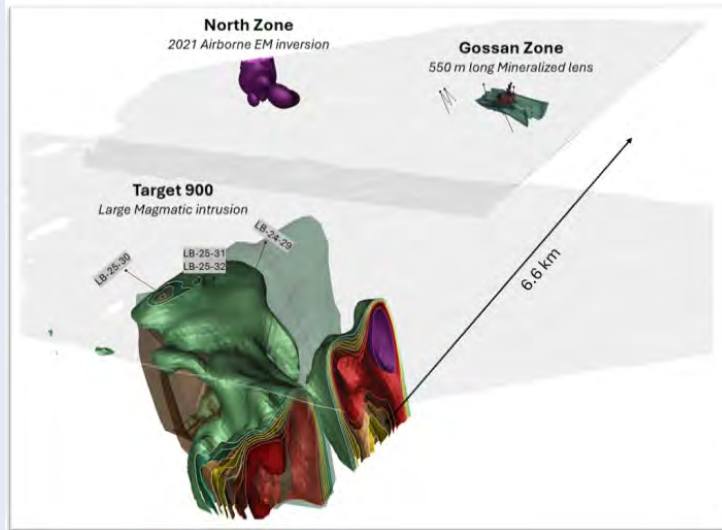 North Zone
2021 Airborne EM inversion
Gossan Zone
550 m long Mineralized lens
Target 900
Large Magmatic intrusion
LB-24-29
LB-25-31
LB-25-32
LB-25-30
6.6 km